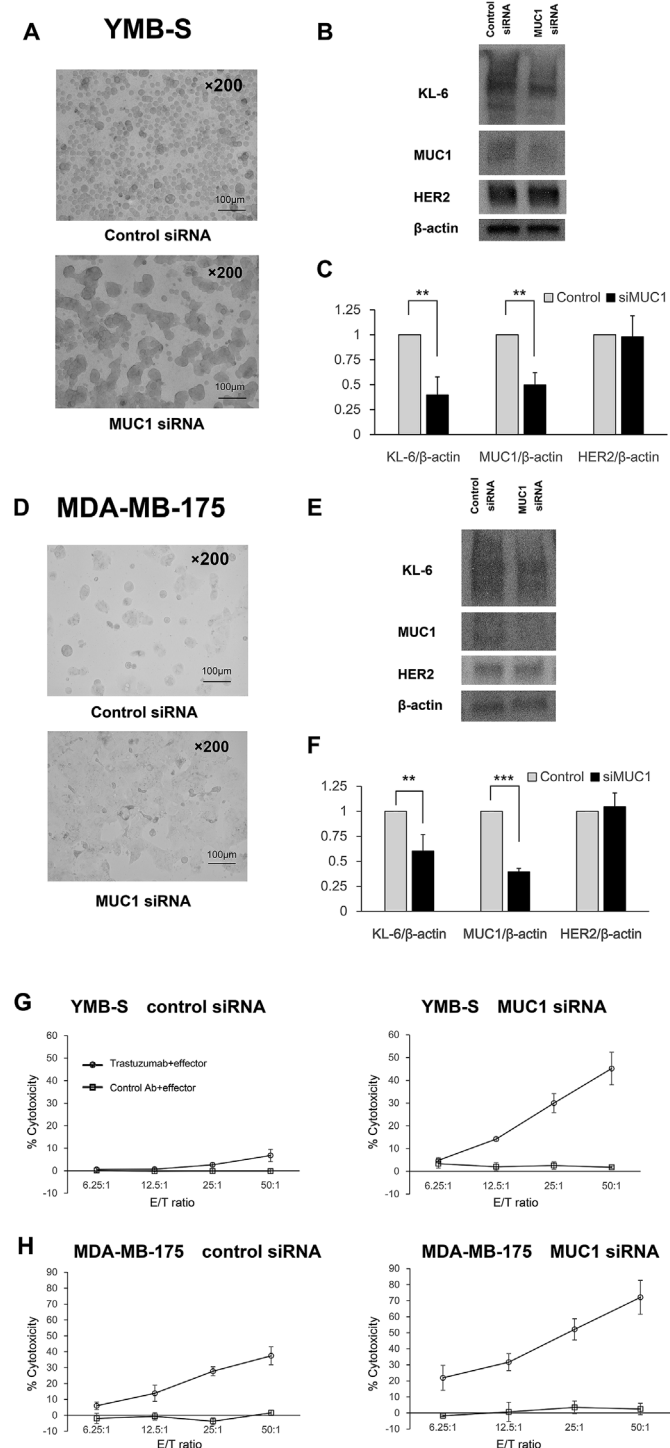 A
YMB-S
×200
100μm
Control siRNA
×200
100μm
MUC1 siRNA
B
Control
siRNA
MUC1
siRNA
KL-6
MUC1
HER2
β-actin
C
Control siMUC1
1.25
1
0.75
0.5
0.25
0
** **
KL-6/β-actin MUC1/β-actin HER2/β-actin
D
MDA-MB-175
×200
100μm
Control siRNA
×200
100μm
MUC1 siRNA
E
Control
siRNA
MUC1
siRNA
KL-6
MUC1
HER2
β-actin
F
Control siMUC1
1.25
1
0.75
0.5
0.25
0
** ***
KL-6/β-actin MUC1/β-actin HER2/β-actin
G
YMB-S control siRNA
% Cytotoxicity
60
50
40
30
20
10
0
-10
Trastuzumab+effector
Control Ab+effector
6.25:1 12.5:1 25:1 50:1
E/T ratio
YMB-S MUC1 siRNA
% Cytotoxicity
60
50
40
30
20
10
0
-10
6.25:1 12.5:1 25:1 50:1
E/T ratio
H
MDA-MB-175 control siRNA
% Cytotoxicity
90
80
70
60
50
40
30
20
10
0
-10
6.25:1 12.5:1 25:1 50:1
E/T ratio
MDA-MB-175 MUC1 siRNA
% Cytotoxicity
90
80
70
60
50
40
30
20
10
0
-10
6.25:1 12.5:1 25:1 50:1
E/T ratio